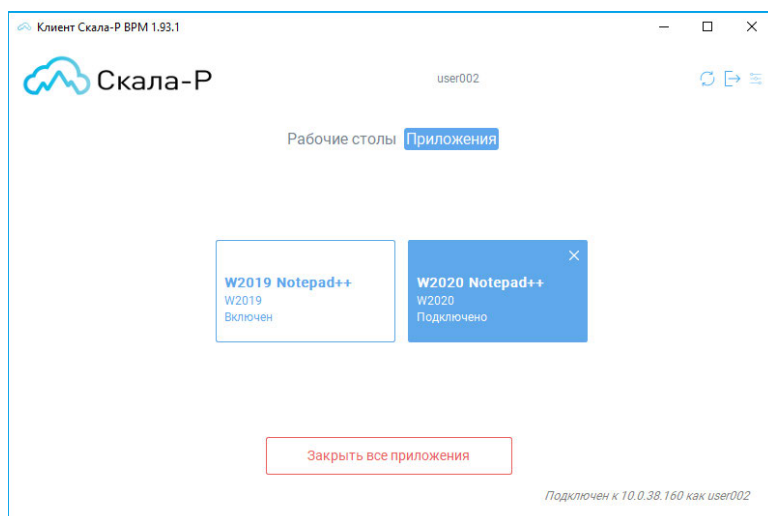 Клиент Скала-Р ВРМ 1.93.1
Скала-Р
user002
Рабочие столы Приложения
W2019 Notepad++
W2019
Включен
W2020 Notepad++
W2020
Подключено
Закрыть все приложения
Подключен к 10.0.38.160 как user002